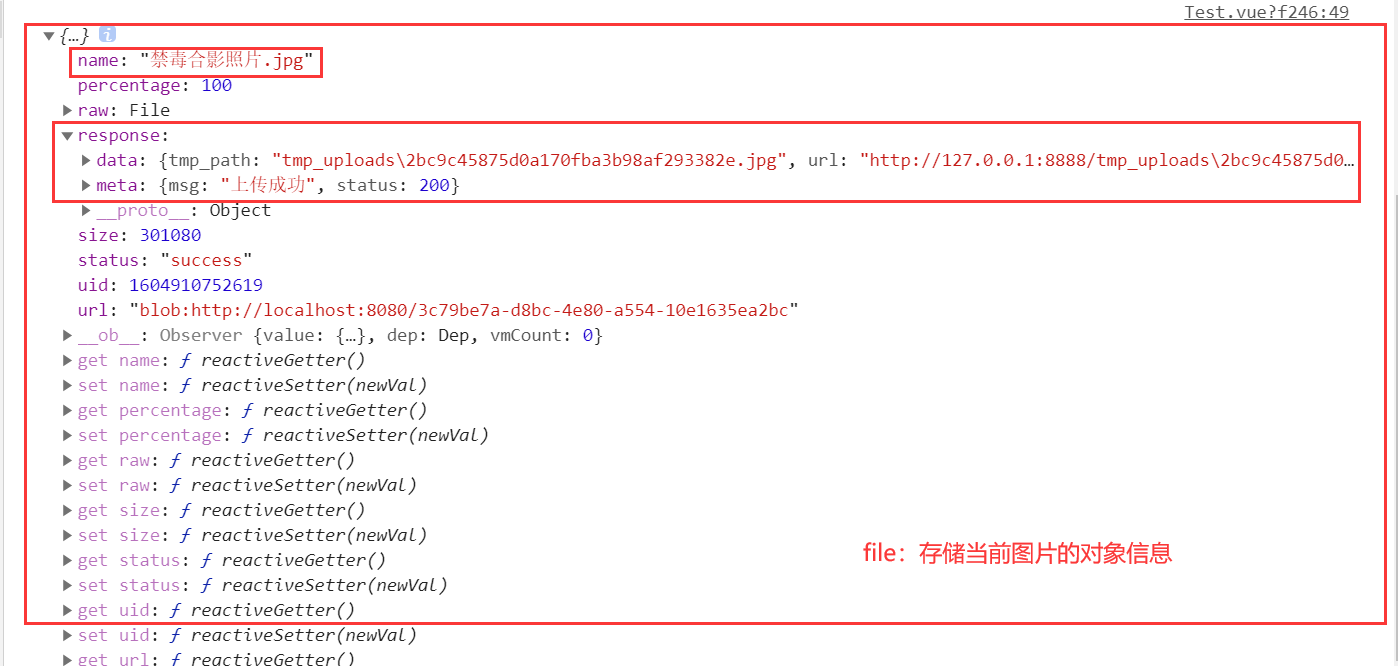 Test.vue?f246:49
▼{…} i
name: "禁毒合影照片.jpg"
percentage: 100
▶raw: File
▼response:
▶data: {tmp_path: "tmp_uploads\2bc9c45875d0a170fba3b98af293382e.jpg", url: "http://127.0.0.1:8888/tmp_uploads\2bc9c45875d0…
▶meta: {msg: "上传成功", status: 200}
▶__proto__: Object
size: 301080
status: "success"
uid: 1604910752619
url: "blob:http://localhost:8080/3c79be7a-d8bc-4e80-a554-10e1635ea2bc"
▶__ob__: Observer {value: {…}, dep: Dep, vmCount: 0}
▶get name: ƒ reactiveGetter()
▶set name: ƒ reactiveSetter(newVal)
▶get percentage: ƒ reactiveGetter()
▶set percentage: ƒ reactiveSetter(newVal)
▶get raw: ƒ reactiveGetter()
▶set raw: ƒ reactiveSetter(newVal)
▶get size: ƒ reactiveGetter()
▶set size: ƒ reactiveSetter(newVal)
file：存储当前图片的对象信息
▶get status: ƒ reactiveGetter()
▶set status: ƒ reactiveSetter(newVal)
▶get uid: ƒ reactiveGetter()
▶set uid: ƒ reactiveSetter(newVal)
▶get url: ƒ reactiveGetter()